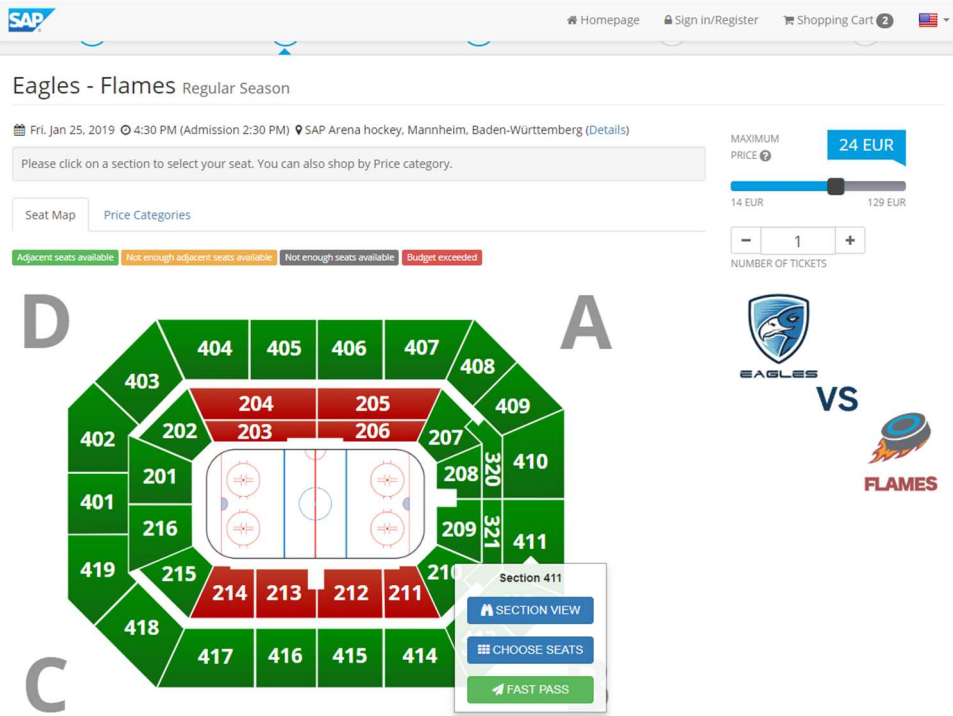 SAP
Homepage
Sign in/Register
Shopping Cart 2
Eagles - Flames Regular Season
Fri. Jan 25, 2019 4:30 PM (Admission 2:30 PM) SAP Arena hockey, Mannheim, Baden-Württemberg (Details)
Please click on a section to select your seat. You can also shop by Price category.
MAXIMUM
PRICE ?
24 EUR
14 EUR
129 EUR
- 1 +
NUMBER OF TICKETS
Seat Map
Price Categories
Adjacent seats available
Not enough adjacent seats available
Not enough seats available
Budget exceeded
D
A
404 405 406 407
408
403
409
204 205
203 206
402
202
207
410
201
208
320
401
216
209
321
411
419
215
210
214 213 212 211
418
417 416 415 414
C
Section 411
SECTION VIEW
CHOOSE SEATS
FAST PASS
EAGLES
VS
FLAMES